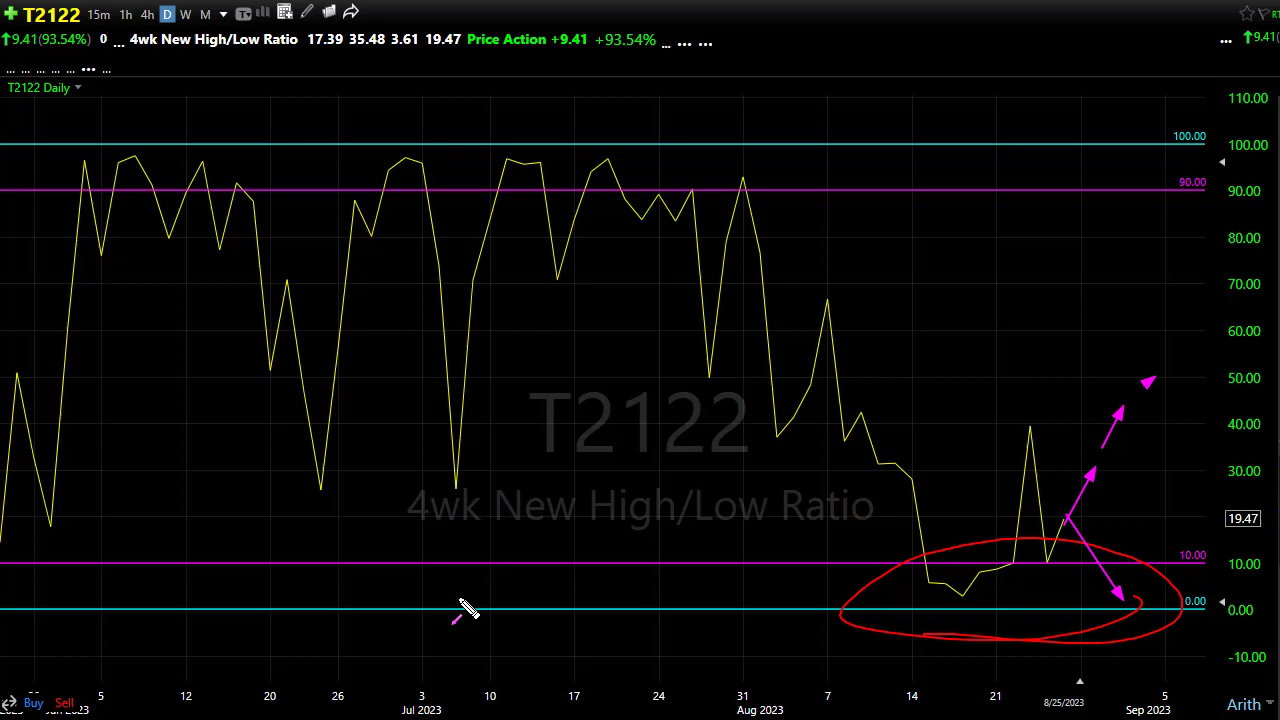 T2122 15m 1h 4h D W M T
9.41(93.54%) 0 ... 4wk New High/Low Ratio 17.39 35.48 3.61 19.47 Price Action +9.41 +93.54% ... ... ... ... 9.41(
... ... ... ... ... ... ...
T2122 Daily
110.00
100.00 100.00
90.00 90.00
80.00
70.00
60.00
50.00
T2122
40.00
30.00
4wk New High/Low Ratio
19.47
10.00 10.00
0.00 0.00
-10.00
5 12 20 26 3 10 17 24 31 7 14 21 5
Buy Sell 8/25/2023 Arith
Jul 2023 Aug 2023 Sep 2023